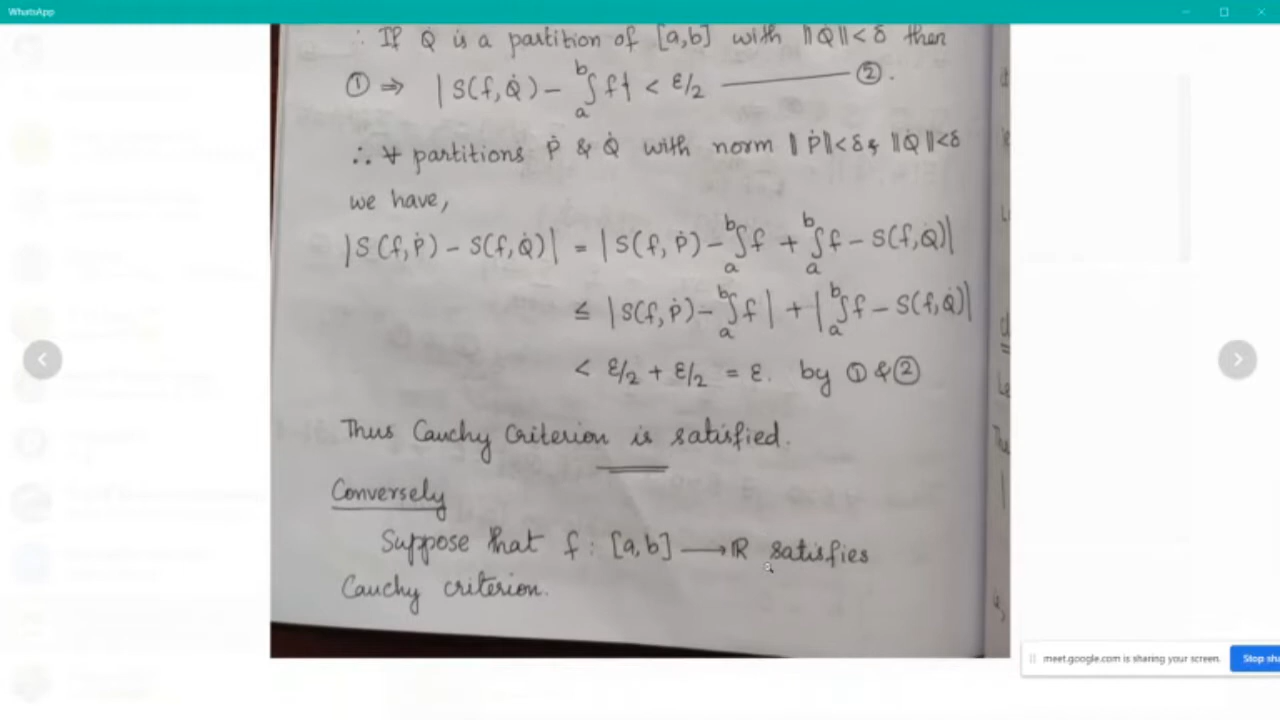 WhatsApp
∴ If Q̇ is a partition of [a,b] with ||Q̇|| < δ then
① ⇒ |S(f,Q̇) − ∫ₐᵇ f| < ε/2 ——— ②.
∴ ∀ partitions Ṗ & Q̇ with norm ||Ṗ|| < δ & ||Q̇|| < δ
we have,
|S(f,Ṗ) − S(f,Q̇)| = |S(f,Ṗ) − ∫ₐᵇ f + ∫ₐᵇ f − S(f,Q̇)|
≤ |S(f,Ṗ) − ∫ₐᵇ f| + |∫ₐᵇ f − S(f,Q̇)|
< ε/2 + ε/2 = ε. by ① & ②
Thus Cauchy Criterion is satisfied.
Conversely
Suppose that f : [a,b] ⟶ ℝ satisfies
Cauchy criterion.
meet.google.com is sharing your screen.
Stop sha